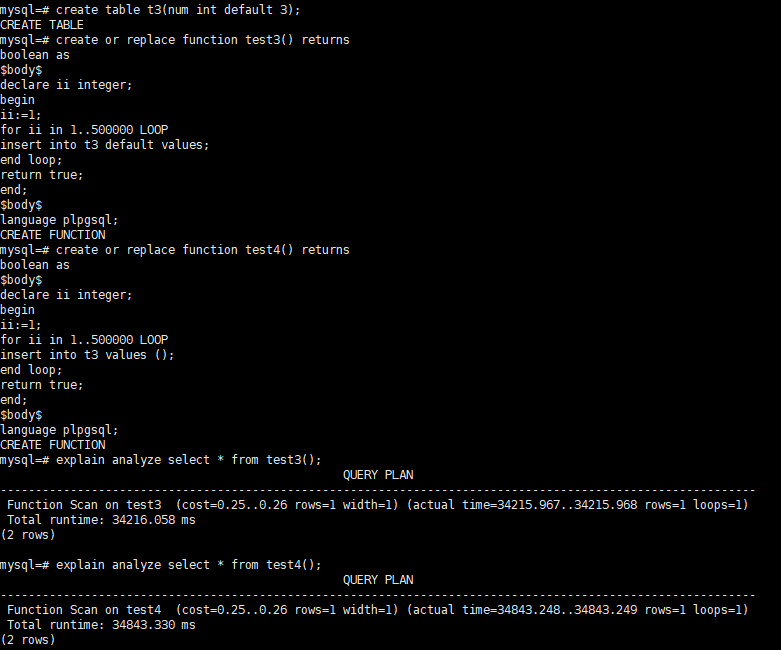 mysql=# create table t3(num int default 3);
CREATE TABLE
mysql=# create or replace function test3() returns
boolean as
$body$
declare ii integer;
begin
ii:=1;
for ii in 1..500000 LOOP
insert into t3 default values;
end loop;
return true;
end;
$body$
language plpgsql;
CREATE FUNCTION
mysql=# create or replace function test4() returns
boolean as
$body$
declare ii integer;
begin
ii:=1;
for ii in 1..500000 LOOP
insert into t3 values ();
end loop;
return true;
end;
$body$
language plpgsql;
CREATE FUNCTION
mysql=# explain analyze select * from test3();
QUERY PLAN
------------------------------------------------------------------------------------------------------------
Function Scan on test3  (cost=0.25..0.26 rows=1 width=1) (actual time=34215.967..34215.968 rows=1 loops=1)
Total runtime: 34216.058 ms
(2 rows)
mysql=# explain analyze select * from test4();
QUERY PLAN
------------------------------------------------------------------------------------------------------------
Function Scan on test4  (cost=0.25..0.26 rows=1 width=1) (actual time=34843.248..34843.249 rows=1 loops=1)
Total runtime: 34843.330 ms
(2 rows)